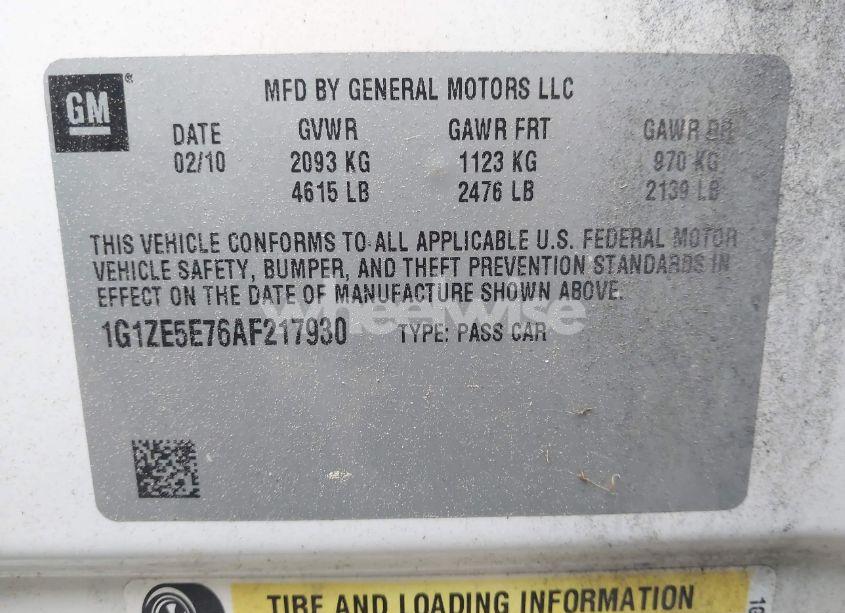 GM
MFD BY GENERAL MOTORS LLC
DATE GVWR GAWR FRT GAWR RR
02/10 2093 KG 1123 KG 970 KG
4615 LB 2476 LB 2139 LB
THIS VEHICLE CONFORMS TO ALL APPLICABLE U.S. FEDERAL MOTOR
VEHICLE SAFETY, BUMPER, AND THEFT PREVENTION STANDARDS IN
EFFECT ON THE DATE OF MANUFACTURE SHOWN ABOVE.
wheelwise
1G1ZE5E76AF217930 TYPE: PASS CAR
TIRE AND LOADING INFORMATION